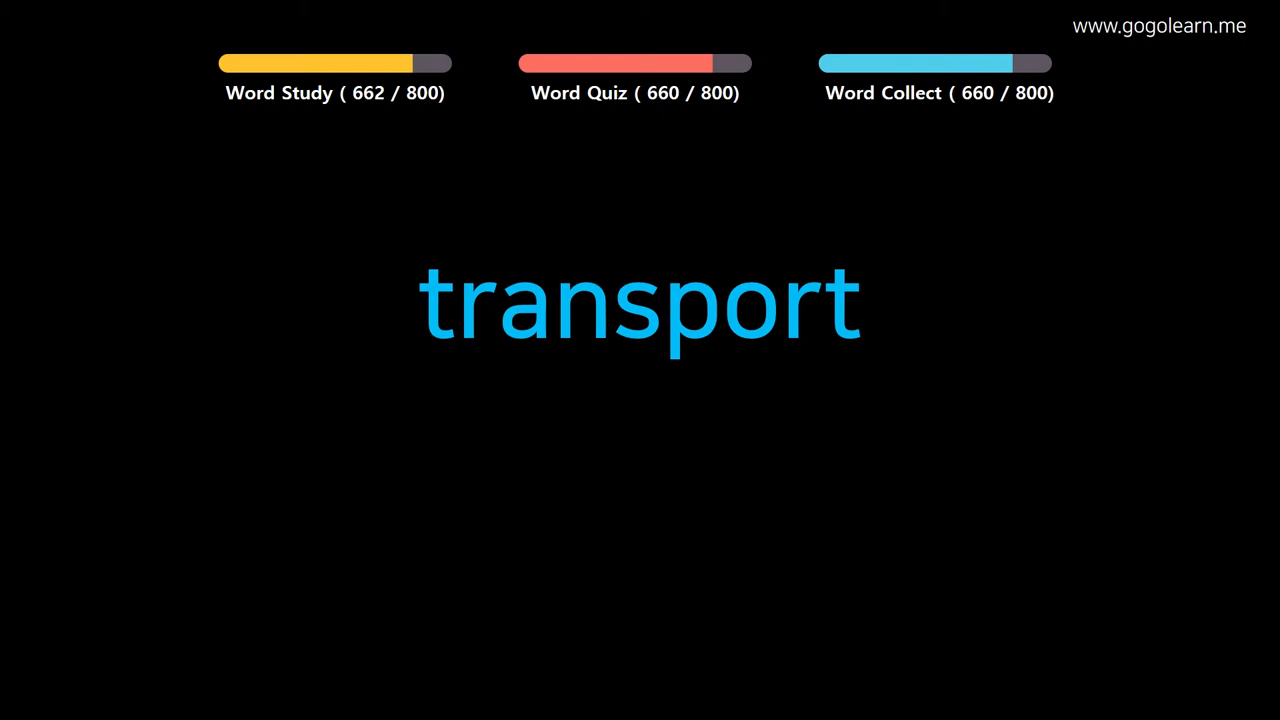 www.gogolearn.me
Word Study ( 662 / 800)
Word Quiz ( 660 / 800)
Word Collect ( 660 / 800)
transport